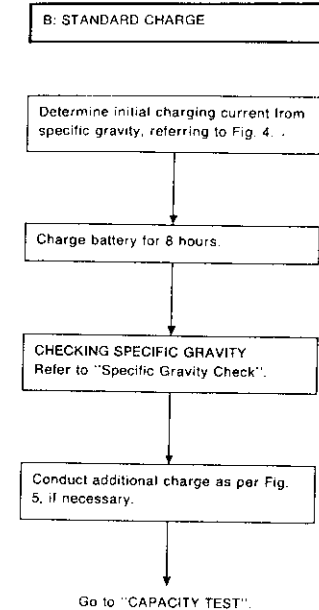 B: STANDARD CHARGE
Determine initial charging current from
specific gravity, referring to Fig. 4.
Charge battery for 8 hours.
CHECKING SPECIFIC GRAVITY
Refer to "Specific Gravity Check".
Conduct additional charge as per Fig.
5, if necessary.
Go to "CAPACITY TEST".